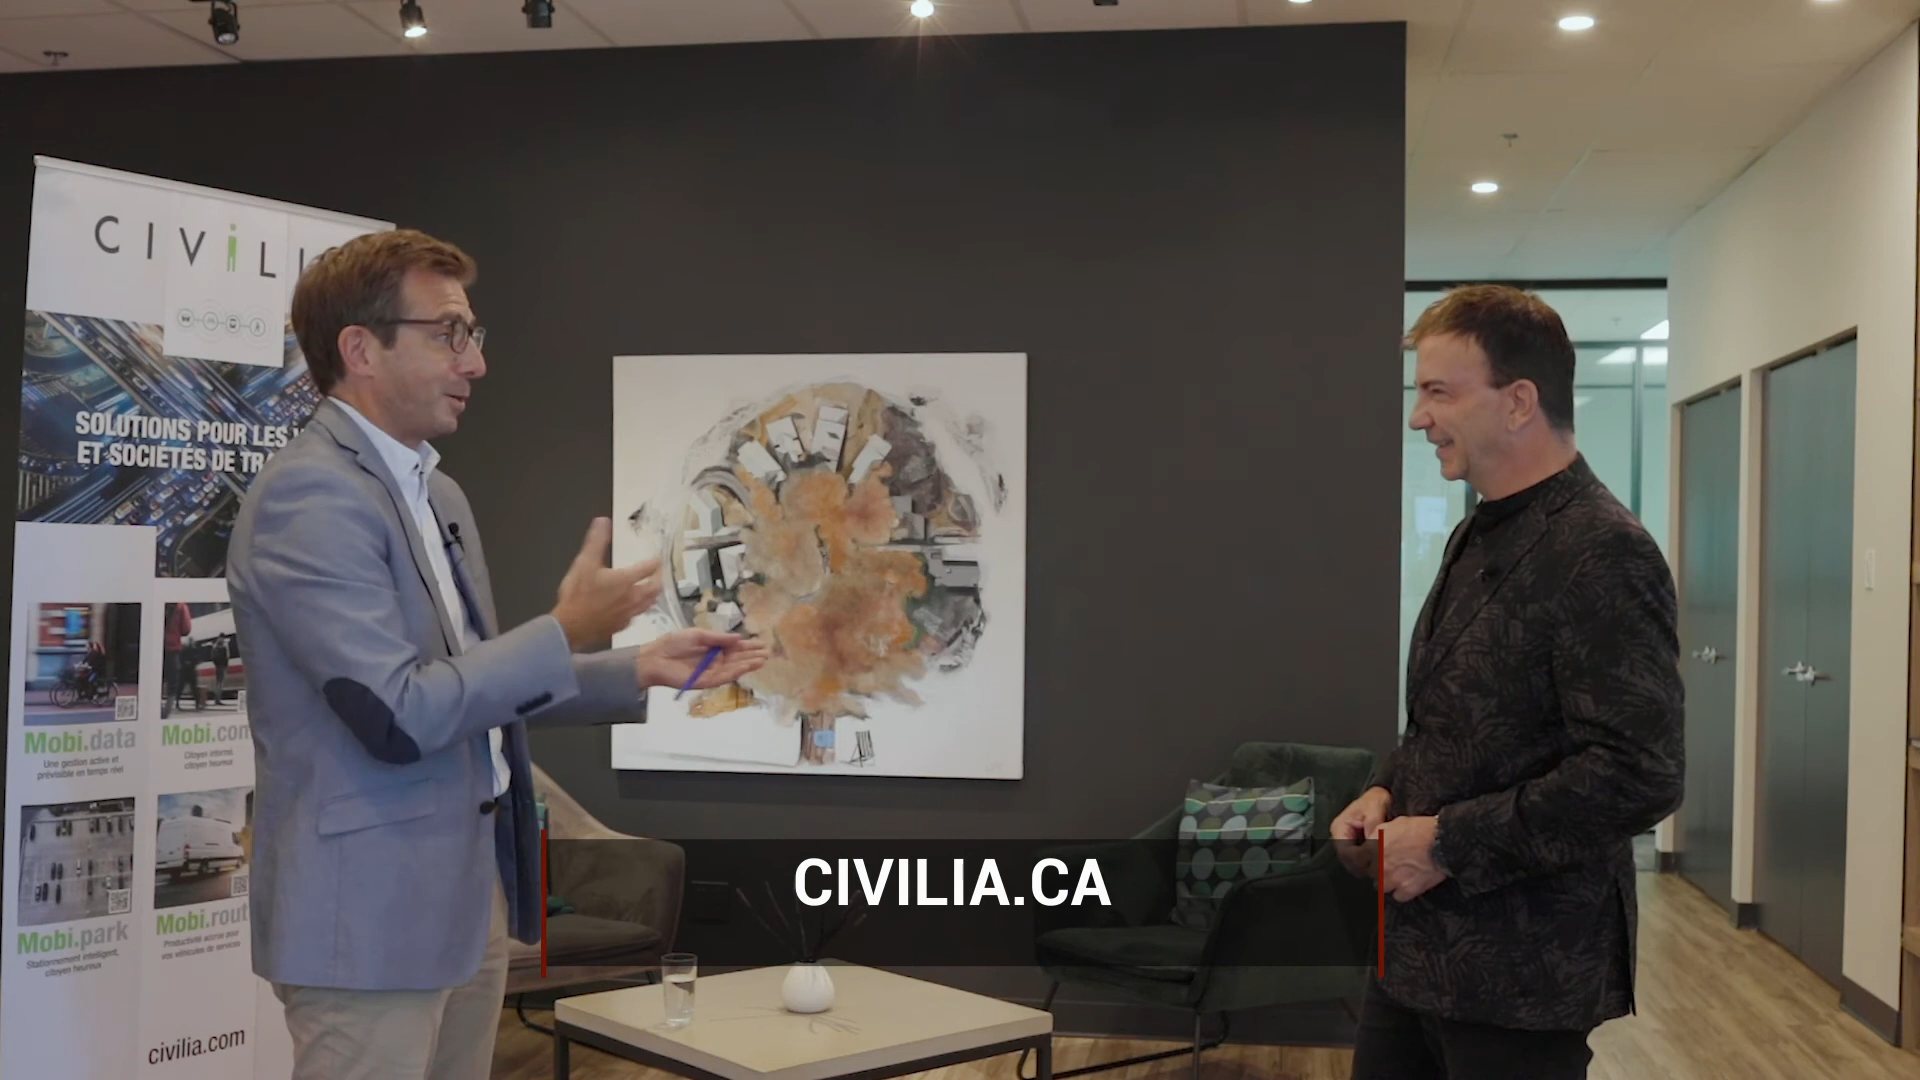 CIVILI
SOLUTIONS POUR LES
ET SOCIÉTÉS DE TRA
Mobi.data
Une gestion active et
prévisible en temps réel
Mobi.com
Citoyen informé,
citoyen heureux
Mobi.park
Stationnement intelligent,
citoyen heureux
Mobi.rout
Productivité accrue pour
vos véhicules de services
civilia.com
CIVILIA.CA